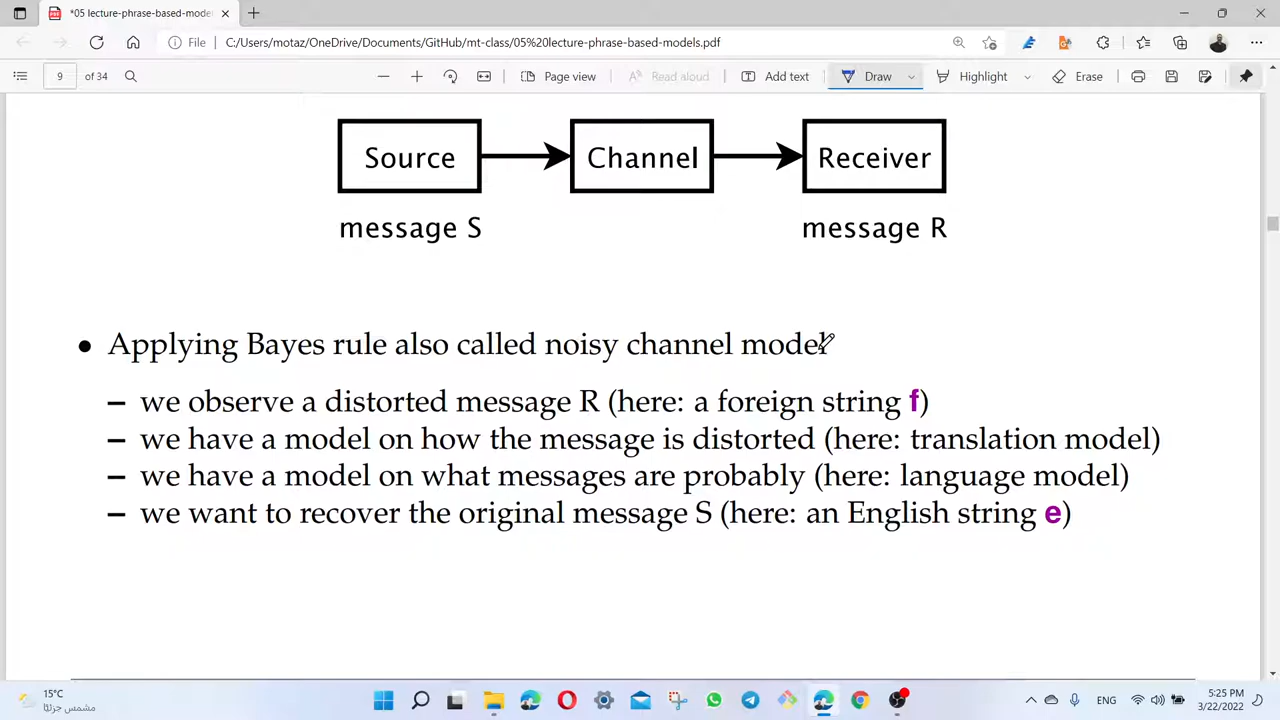 *05 lecture-phrase-based-model
File
C:/Users/motaz/OneDrive/Documents/GitHub/mt-class/05%20lecture-phrase-based-models.pdf
9 of 34
Page view
Read aloud
Add text
Draw
Highlight
Erase
Source
Channel
Receiver
message S
message R
• Applying Bayes rule also called noisy channel model
– we observe a distorted message R (here: a foreign string f)
– we have a model on how the message is distorted (here: translation model)
– we have a model on what messages are probably (here: language model)
– we want to recover the original message S (here: an English string e)
15°C
مشمس جزئيًا
ENG
5:25 PM
3/22/2022